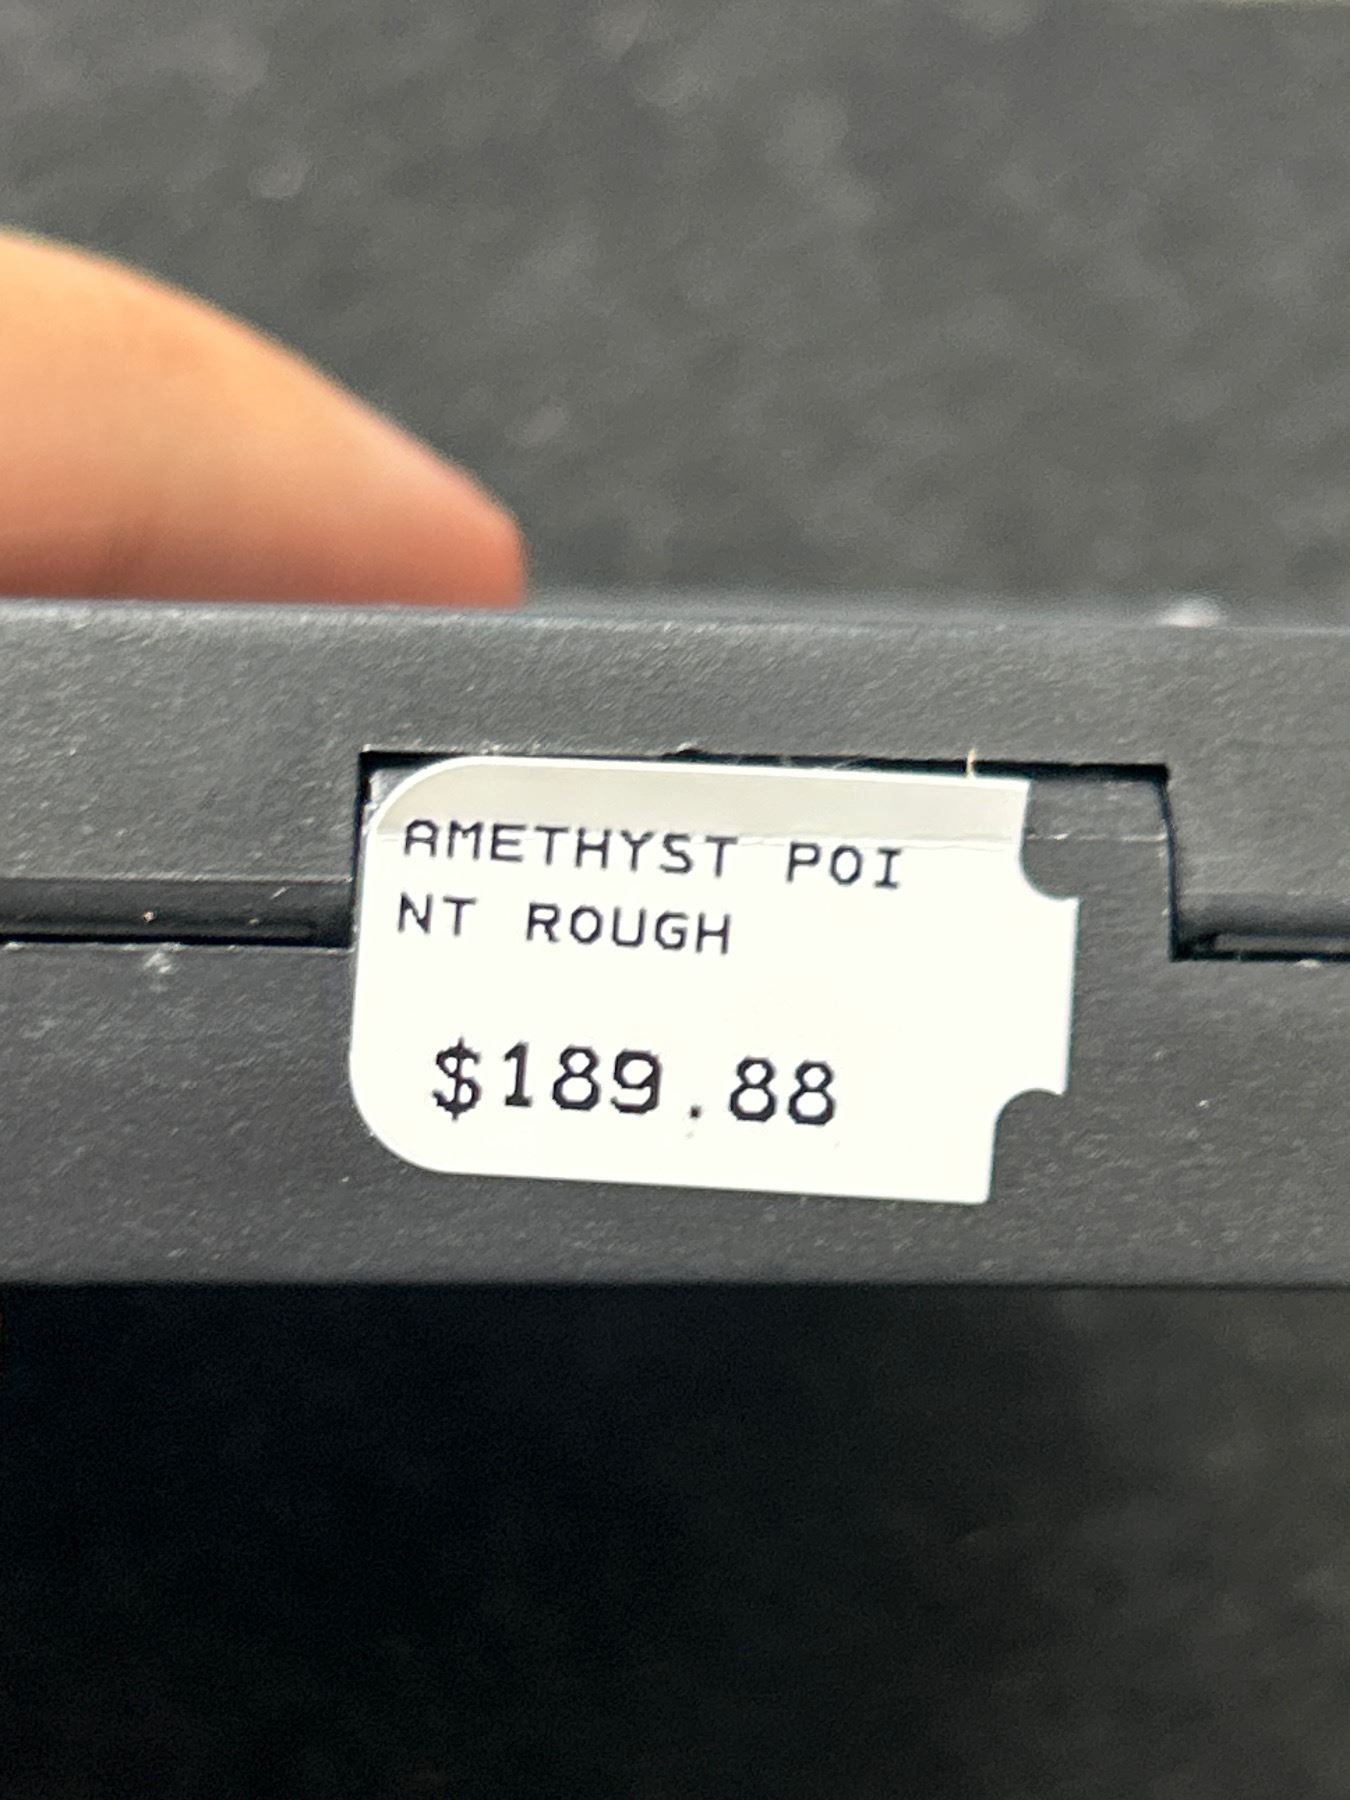 AMETHYST POI
NT ROUGH
$189.88